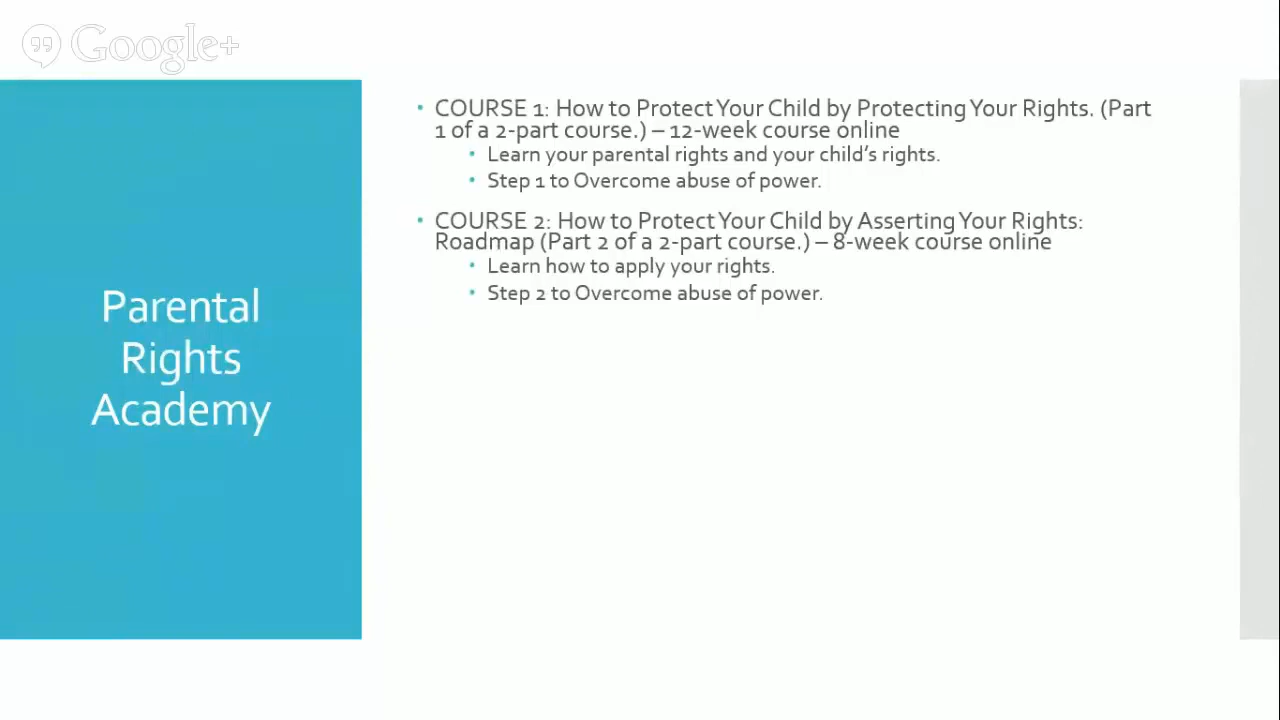 Google+
Parental
Rights
Academy
• COURSE 1: How to Protect Your Child by Protecting Your Rights. (Part
1 of a 2-part course.) – 12-week course online
• Learn your parental rights and your child’s rights.
• Step 1 to Overcome abuse of power.
• COURSE 2: How to Protect Your Child by Asserting Your Rights:
Roadmap (Part 2 of a 2-part course.) – 8-week course online
• Learn how to apply your rights.
• Step 2 to Overcome abuse of power.